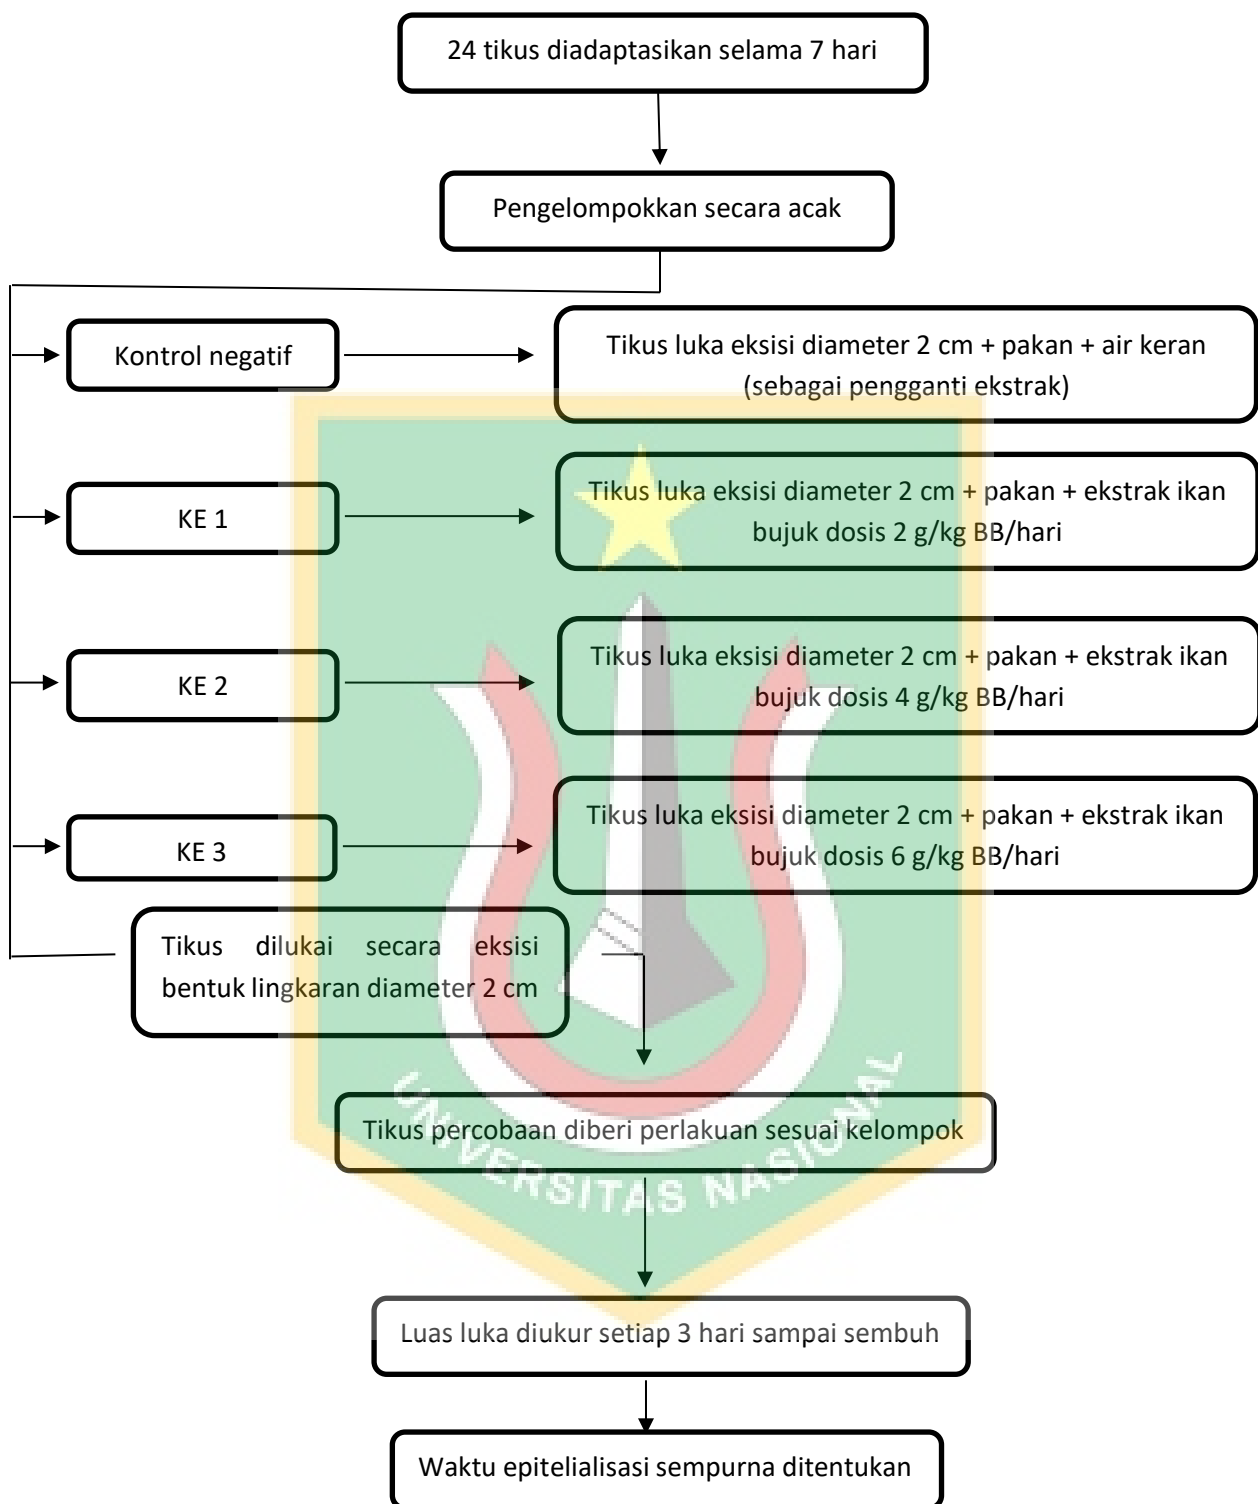 24 tikus diadaptasikan selama 7 hari
Pengelompokkan secara acak
Kontrol negatif
Tikus luka eksisi diameter 2 cm + pakan + air keran
(sebagai pengganti ekstrak)
KE 1
Tikus luka eksisi diameter 2 cm + pakan + ekstrak ikan
bujuk dosis 2 g/kg BB/hari
KE 2
Tikus luka eksisi diameter 2 cm + pakan + ekstrak ikan
bujuk dosis 4 g/kg BB/hari
KE 3
Tikus luka eksisi diameter 2 cm + pakan + ekstrak ikan
bujuk dosis 6 g/kg BB/hari
Tikus dilukai secara eksisi
bentuk lingkaran diameter 2 cm
Tikus percobaan diberi perlakuan sesuai kelompok
UNIVERSITAS NASIONAL
Luas luka diukur setiap 3 hari sampai sembuh
Waktu epitelialisasi sempurna ditentukan